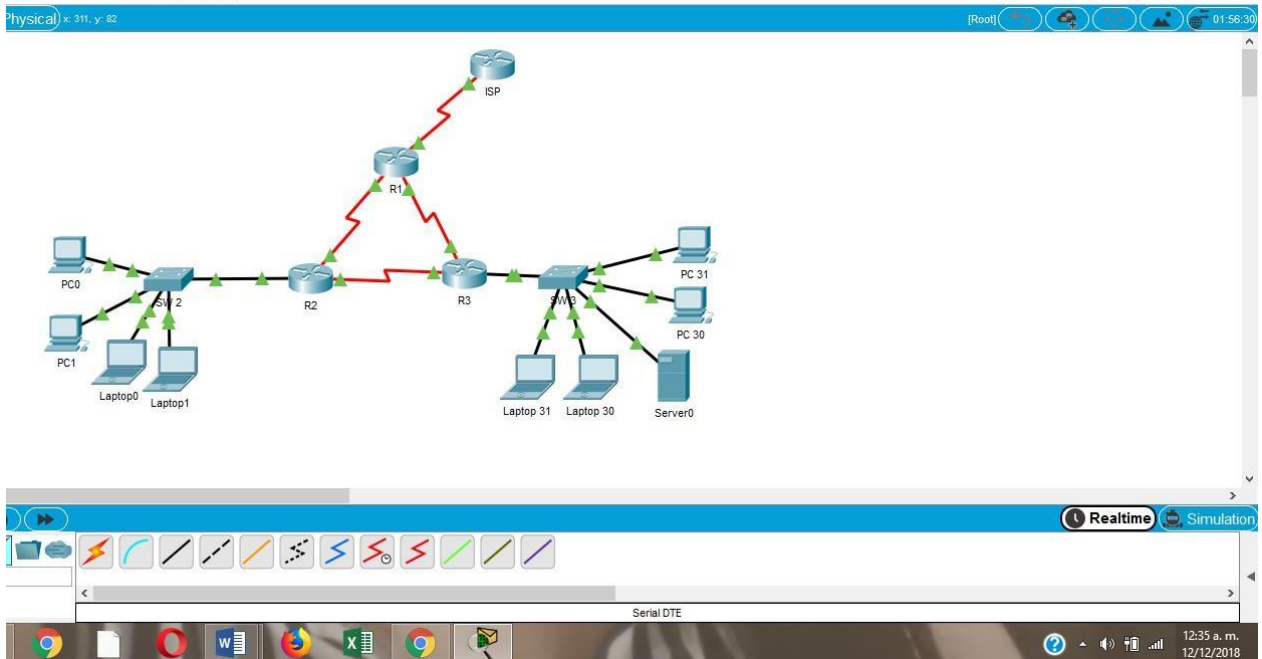 Physical x: 311, y: 82 [Root] 01:56:30
ISP
R1
PC0
SW 2
R2
R3
SW 3
PC 31
PC 30
PC1
Laptop0
Laptop1
Laptop 31
Laptop 30
Server0
Realtime
Simulation
Serial DTE
12:35 a. m.
12/12/2018